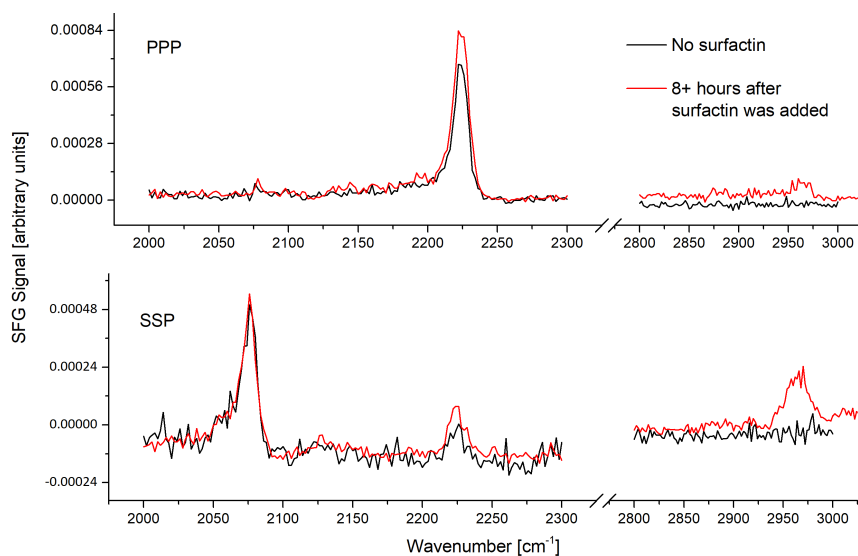 PPP
No surfactin
8+ hours after
surfactin was added
SFG Signal [arbitrary units]
0.00084
0.00056
0.00028
0.00000
2000 2050 2100 2150 2200 2250 2300 2800 2850 2900 2950 3000
SSP
0.00048
0.00024
0.00000
-0.00024
2000 2050 2100 2150 2200 2250 2300 2800 2850 2900 2950 3000
Wavenumber [cm⁻¹]